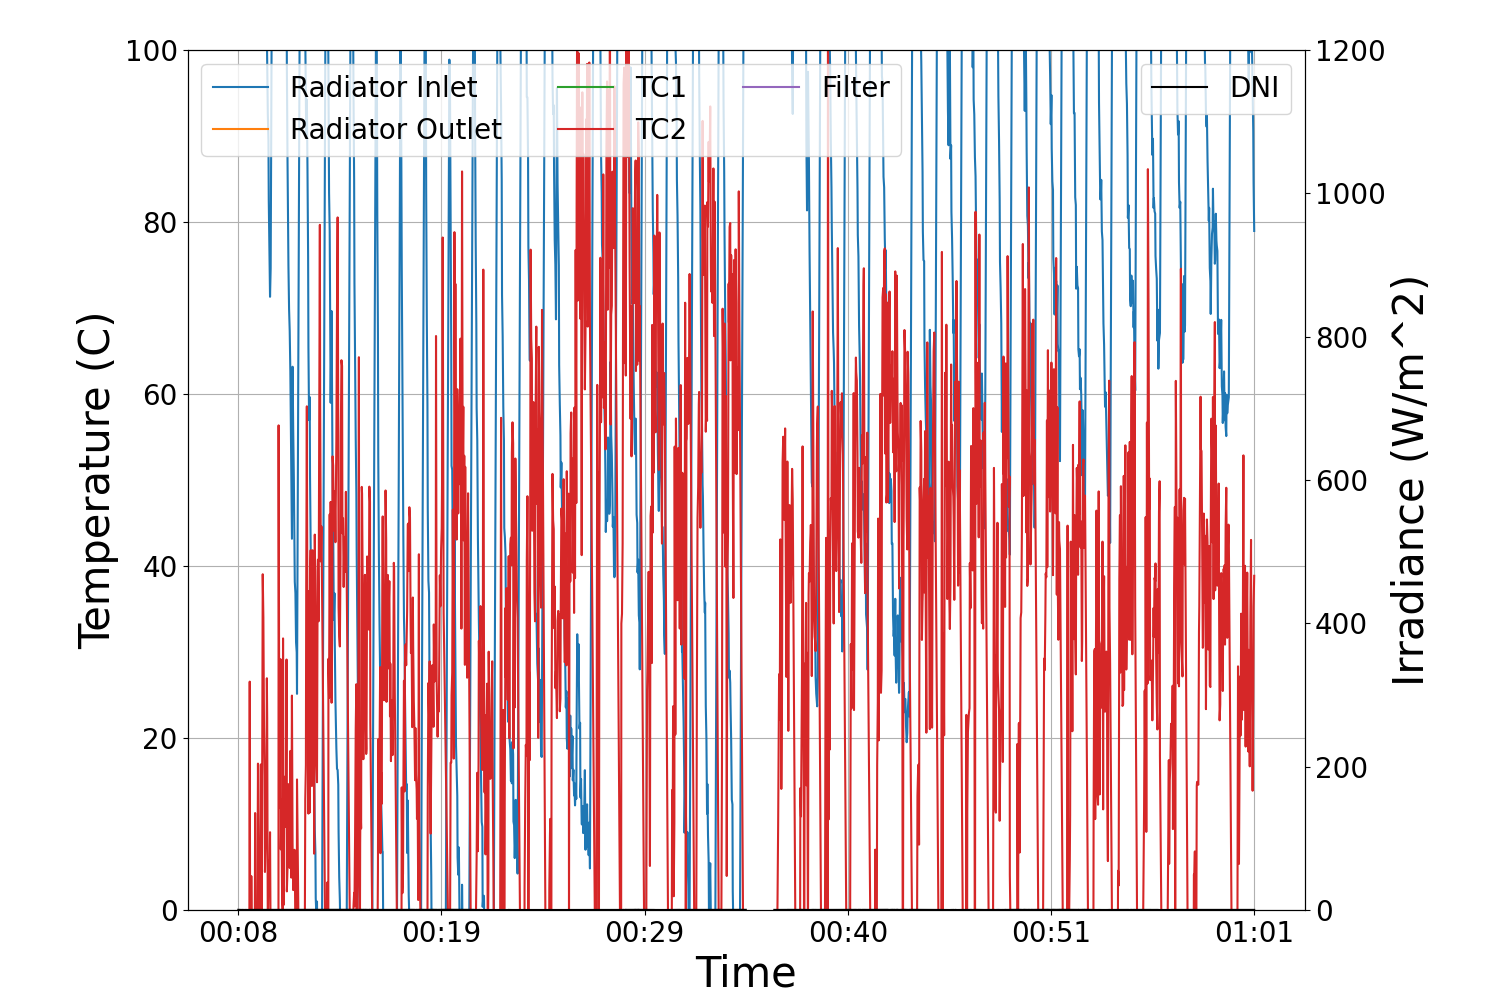 100
80
60
40
20
0
Temperature (C)
Radiator Inlet
Radiator Outlet
TC1
TC2
Filter
DNI
1200
1000
800
600
400
200
0
Irradiance (W/m^2)
00:08
00:19
00:29
00:40
00:51
01:01
Time